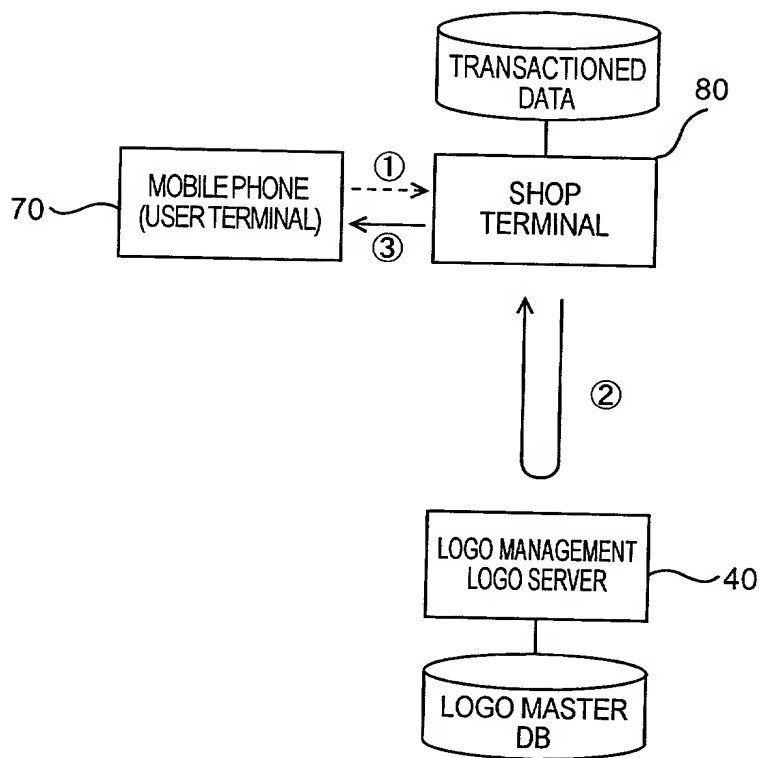 TRANSACTIONED
DATA
80
MOBILE PHONE
(USER TERMINAL)
70
①
③
SHOP
TERMINAL
②
LOGO MANAGEMENT
LOGO SERVER
40
LOGO MASTER
DB